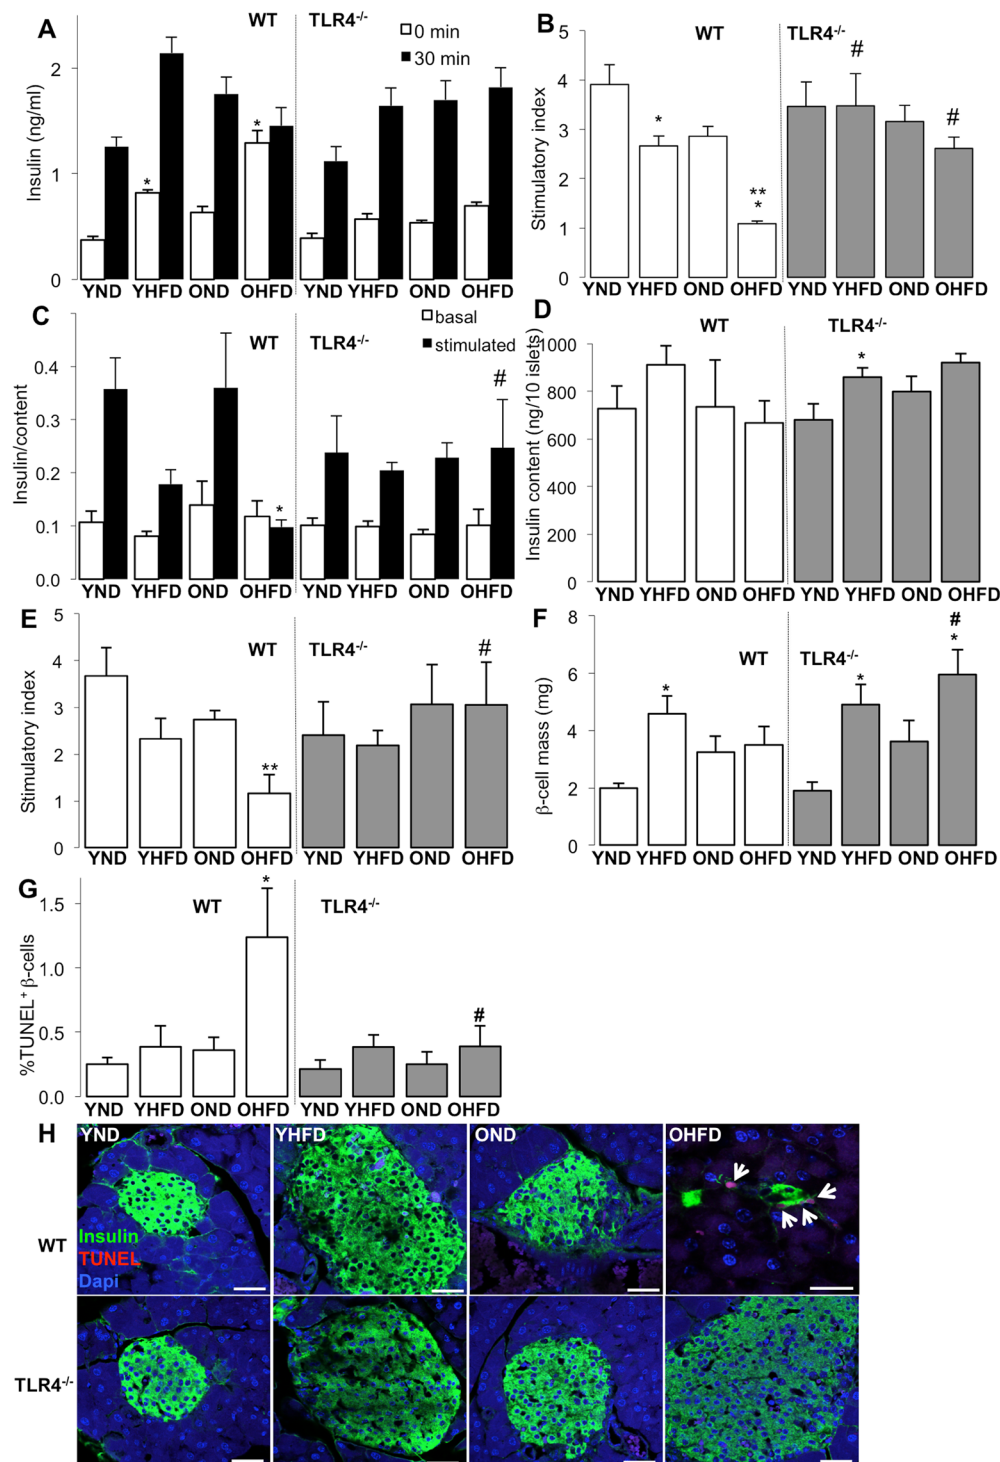 A
WT
TLR4-/-
0 min
30 min
Insulin (ng/ml)
2
1
0
*
*
YND YHFD OND OHFD YND YHFD OND OHFD
B
WT
TLR4-/-
Stimulatory index
5
4
3
2
1
0
*
**
*
#
#
YND YHFD OND OHFD YND YHFD OND OHFD
C
WT
TLR4-/-
basal
stimulated
Insulin/content
0.4
0.3
0.2
0.1
0.0
*
#
YND YHFD OND OHFD YND YHFD OND OHFD
D
WT
TLR4-/-
Insulin content (ng/10 islets)
1000
800
600
400
200
0
*
YND YHFD OND OHFD YND YHFD OND OHFD
E
WT
TLR4-/-
Stimulatory index
5
4
3
2
1
0
**
#
YND YHFD OND OHFD YND YHFD OND OHFD
F
WT
TLR4-/-
β-cell mass (mg)
8
6
4
2
0
*
*
#
*
YND YHFD OND OHFD YND YHFD OND OHFD
G
WT
TLR4-/-
%TUNEL+ β-cells
1.5
1.0
0.5
0.0
*
#
YND YHFD OND OHFD YND YHFD OND OHFD
H
YND YHFD OND OHFD
WT
Insulin
TUNEL
Dapi
TLR4-/-